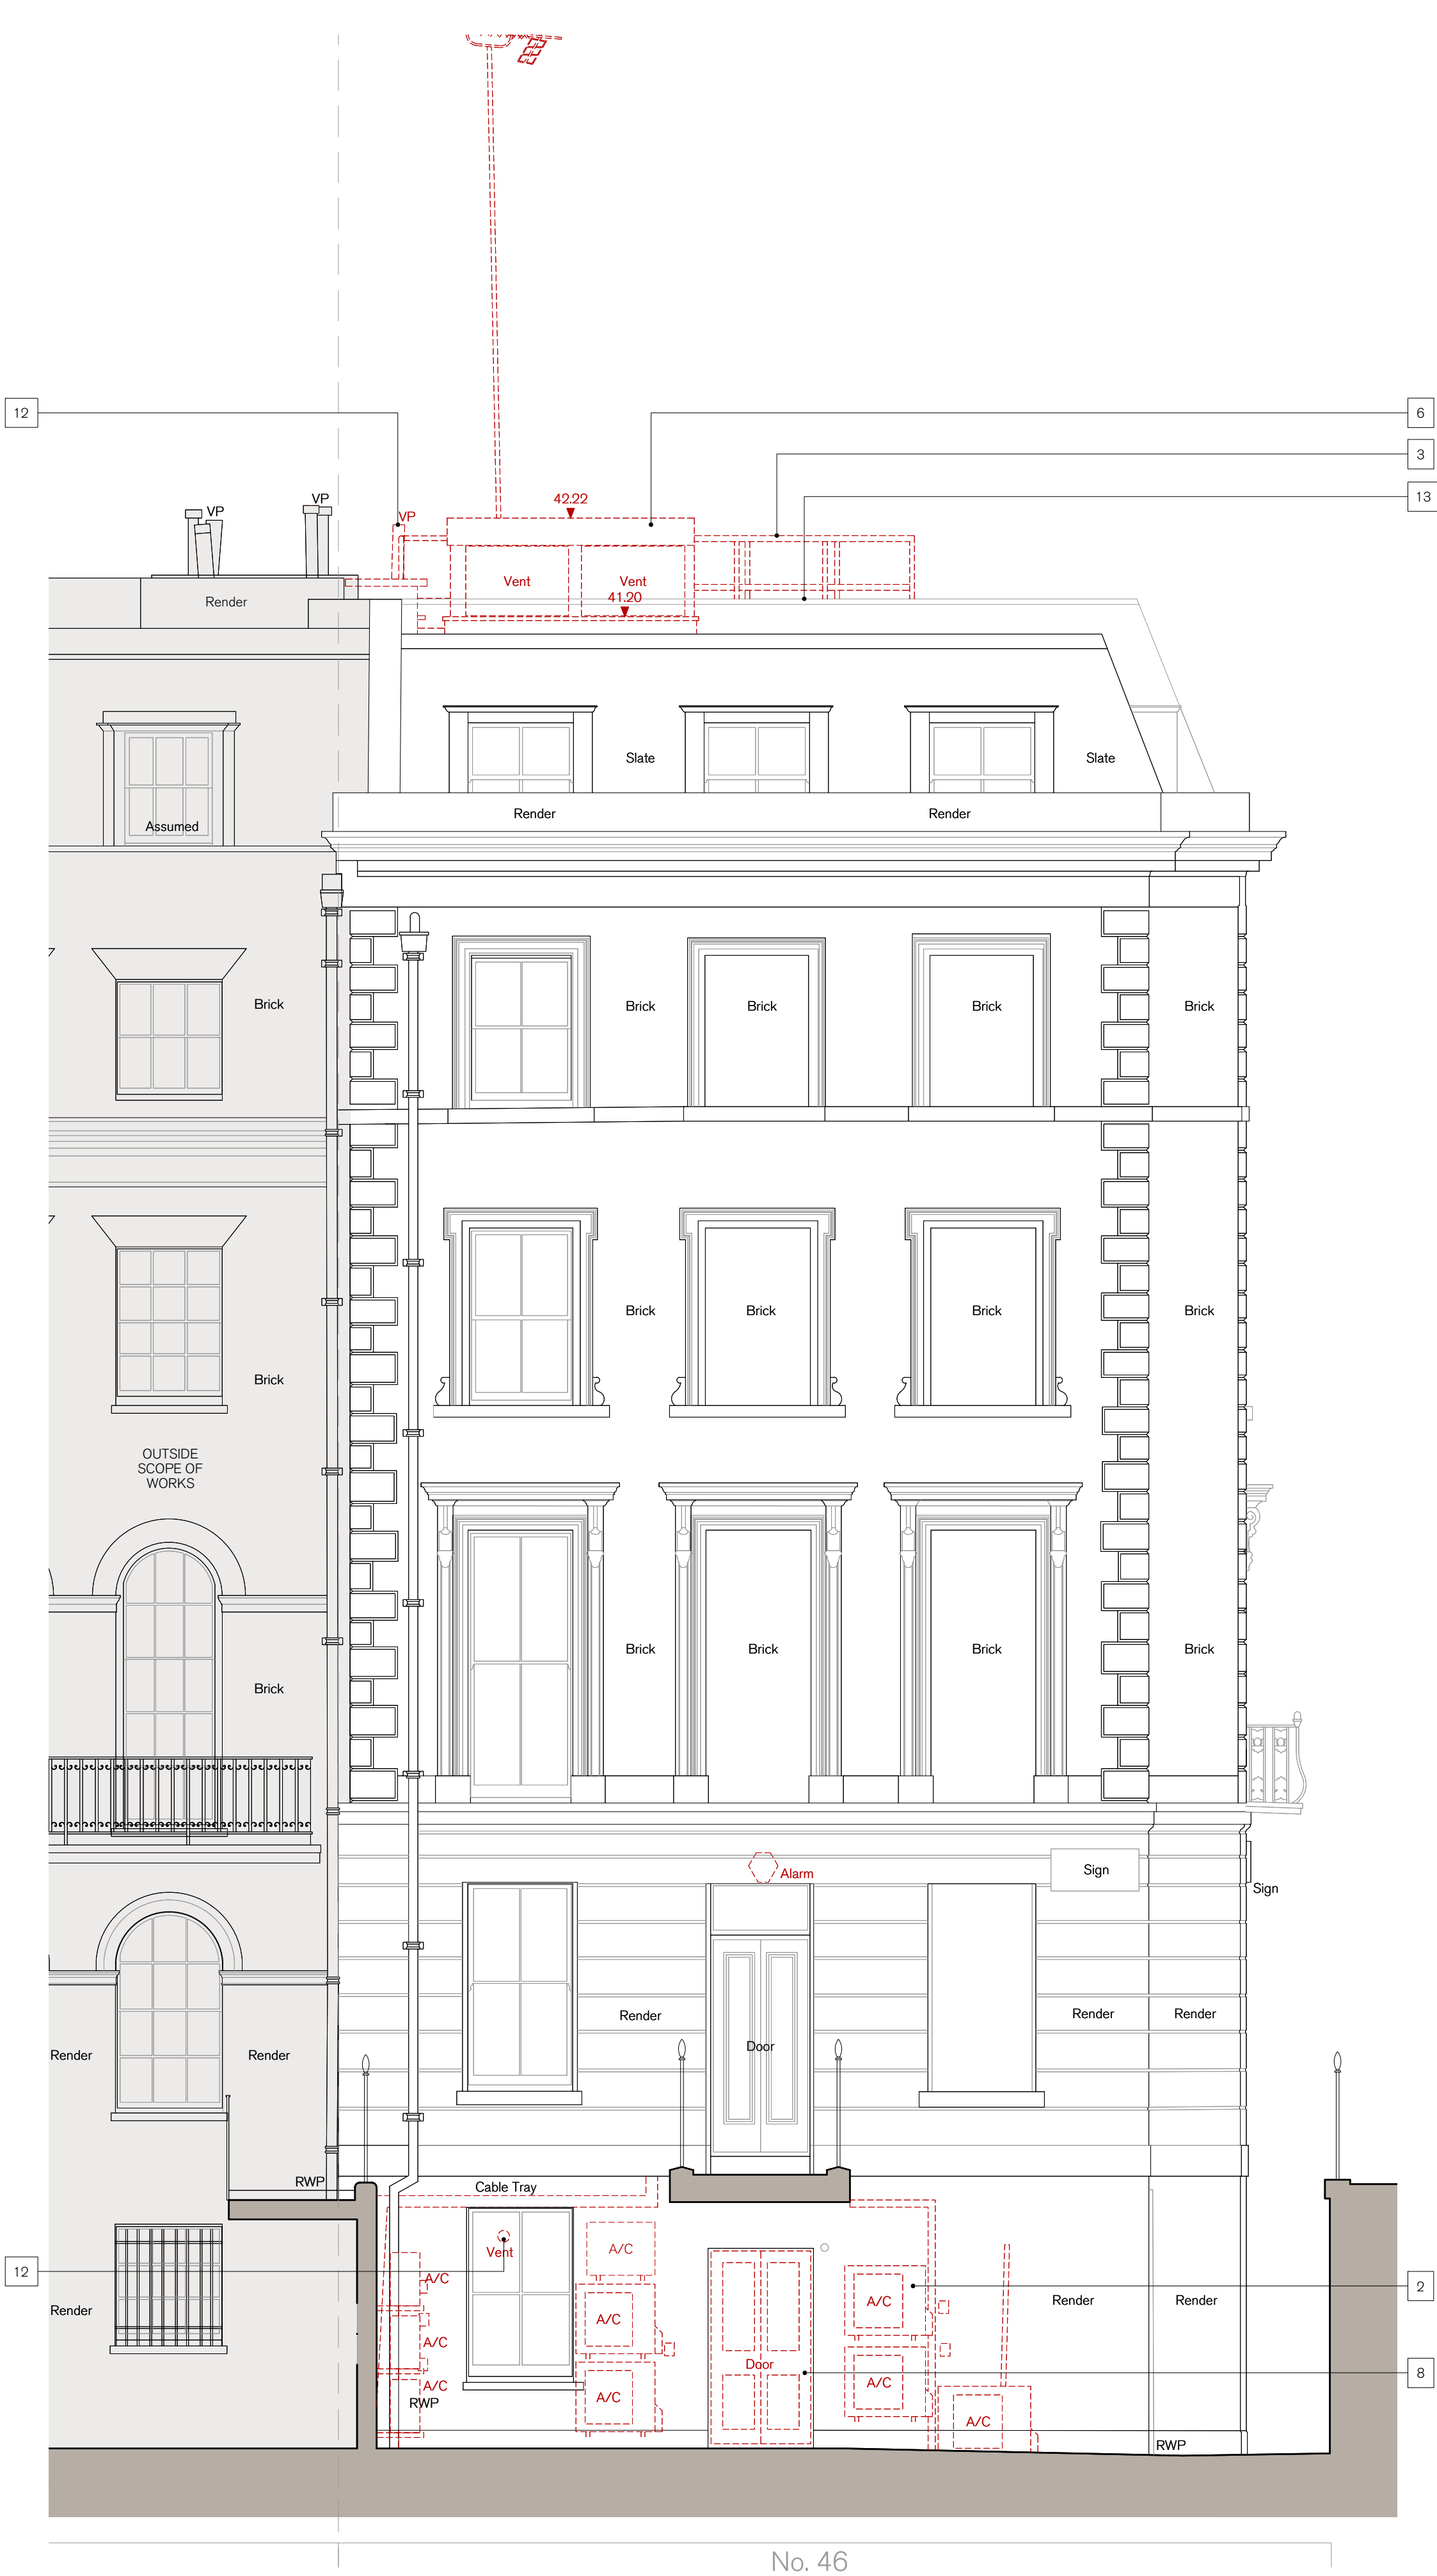 12
6
3
13
42.22
VP
VP
VP
Vent
Vent
41.20
Render
Slate
Slate
Render
Render
Assumed
Brick
Brick
Brick
Brick
Brick
Brick
Brick
Brick
Brick
Brick
OUTSIDE
SCOPE OF
WORKS
Brick
Brick
Brick
Brick
Brick
Alarm
Sign
Sign
Render
Render
Render
Door
Render
Render
RWP
Cable Tray
Vent
A/C
12
A/C
A/C
2
Render
Render
Render
A/C
A/C
Door
8
A/C
A/C
A/C
RWP
A/C
RWP
No. 46